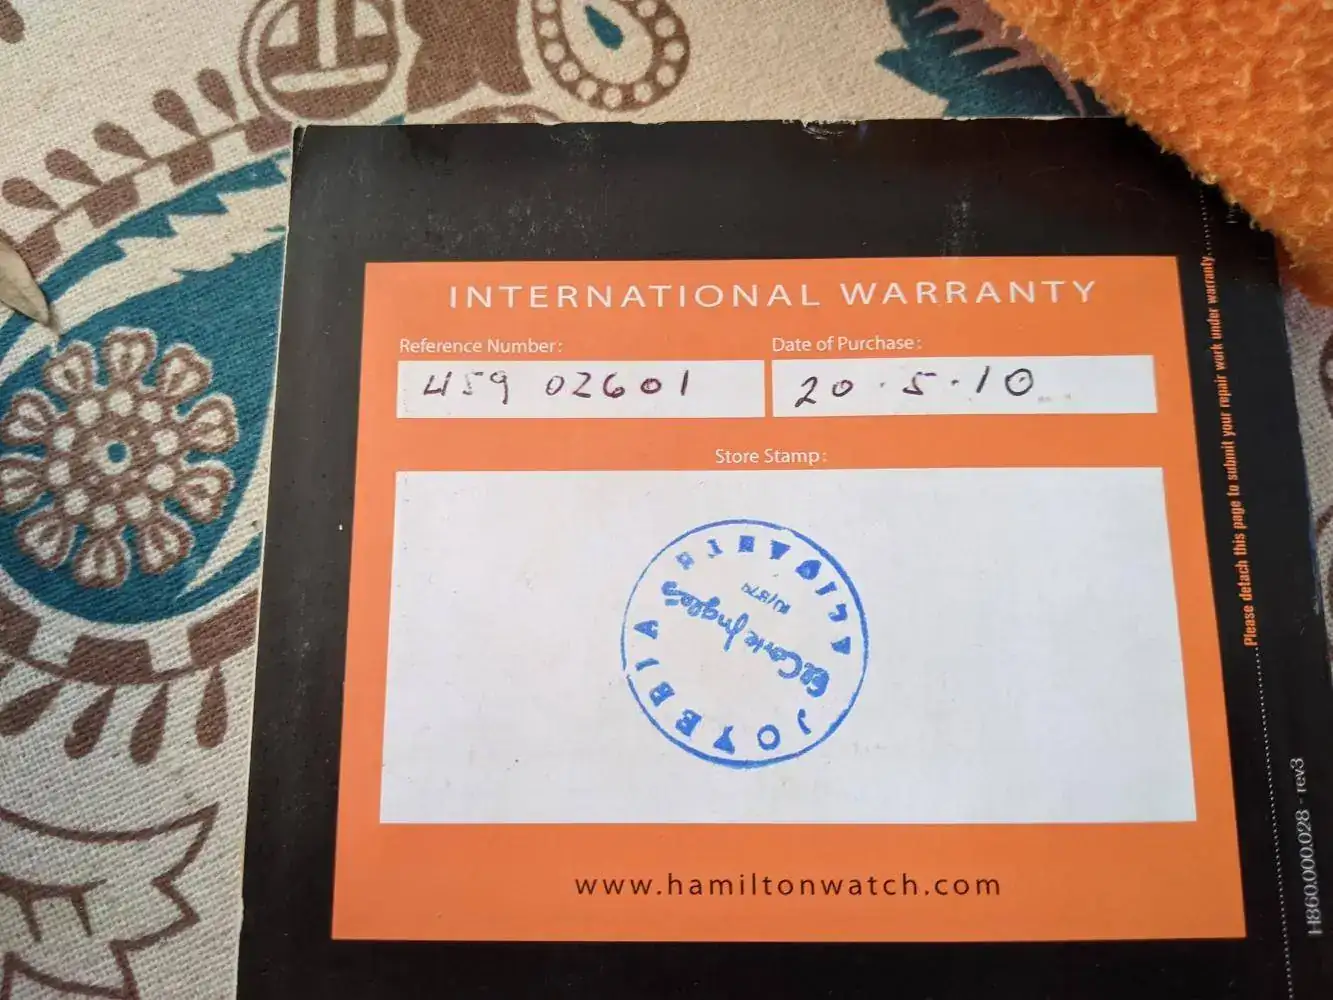 INTERNATIONAL WARRANTY
Reference Number:
459 02601
Date of Purchase:
20.5.10
Store Stamp:
JOYERIA
El Corte Inglés
www.hamiltonwatch.com
Please detach this page to submit your repair work under warranty.
H860.000.028 - rev3